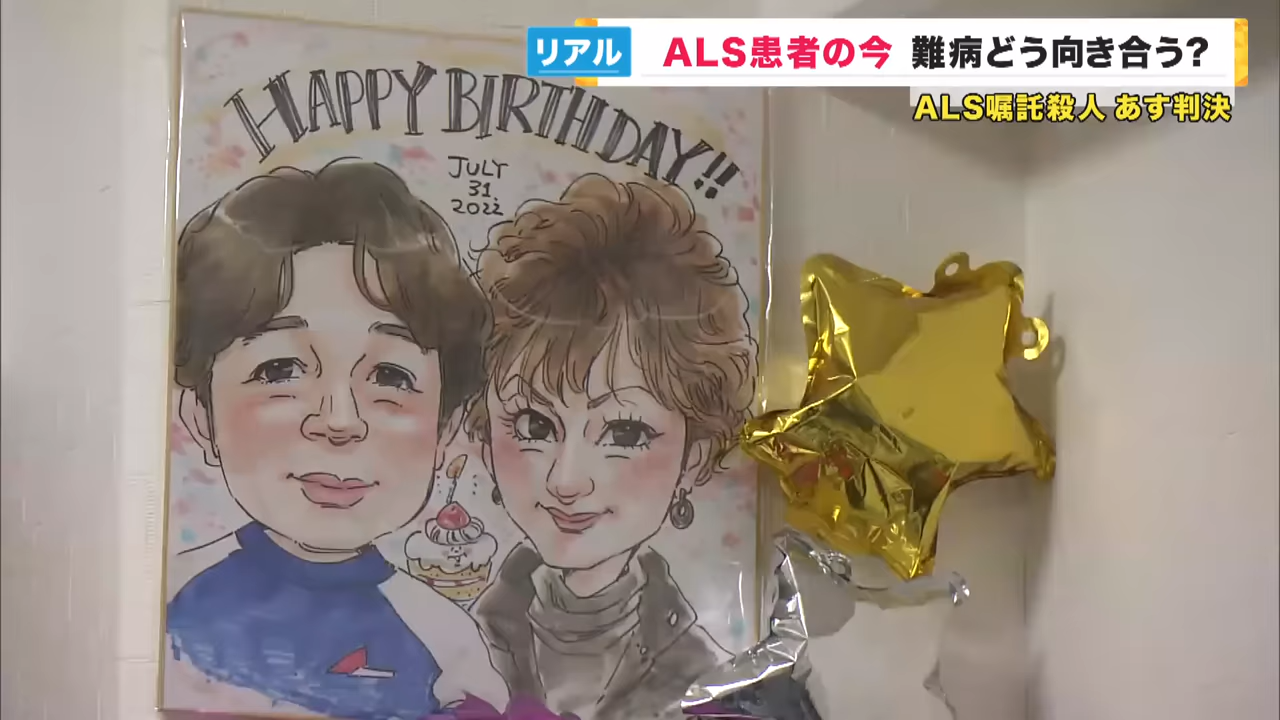 リアル
ALS患者の今 難病どう向き合う?
ALS嘱託殺人 あす判決
HAPPY BIRTHDAY!!
JULY
31.
2022